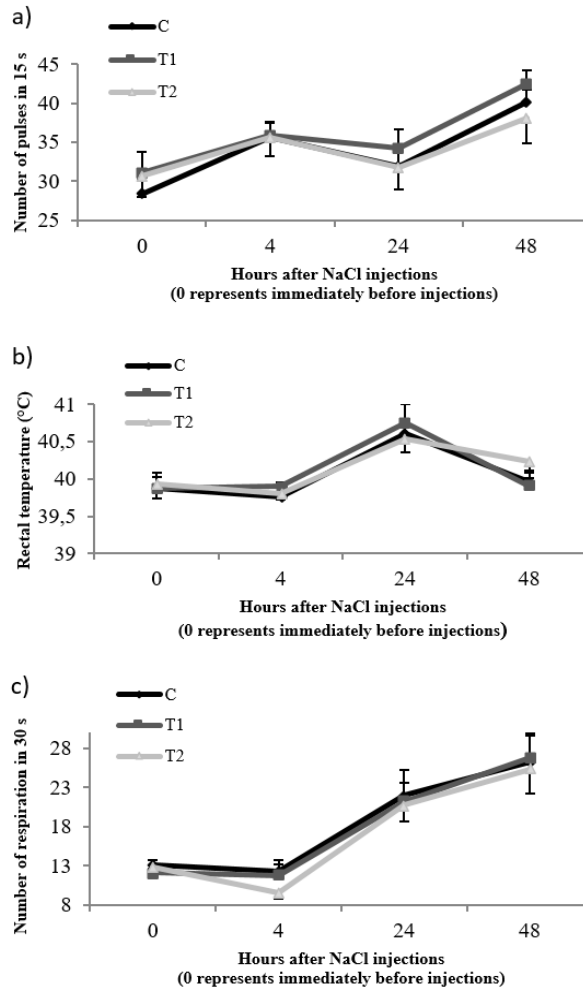 a)
C
T1
T2
Number of pulses in 15 s
45
40
35
30
25
0 4 24 48
Hours after NaCl injections
(0 represents immediately before injections)
b)
C
T1
T2
Rectal temperature (°C)
41
40,5
40
39,5
39
0 4 24 48
Hours after NaCl injections
(0 represents immediately before injections)
c)
C
T1
T2
Number of respiration in 30 s
28
23
18
13
8
0 4 24 48
Hours after NaCl injections
(0 represents immediately before injections)